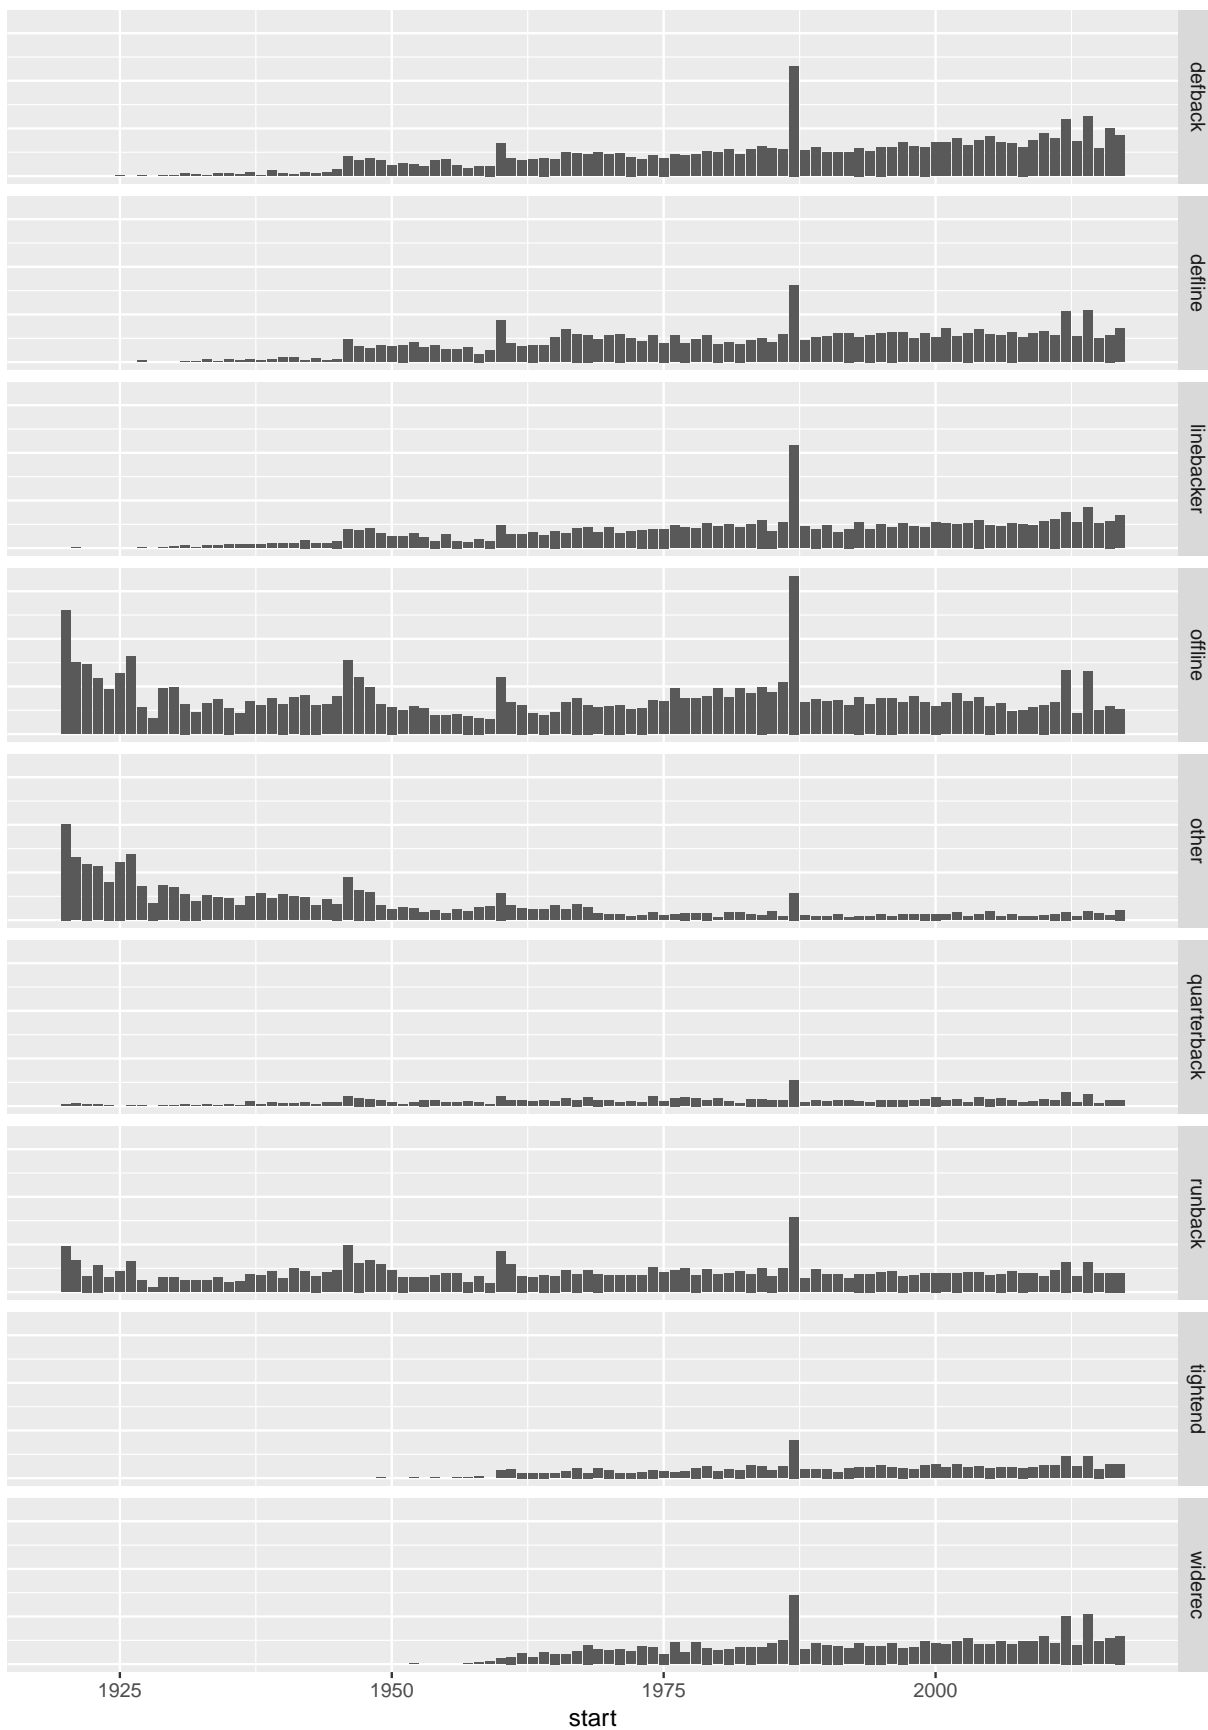 defback
defline
linebacker
offline
other
quarterback
runback
tightend
widerec
1925
1950
1975
2000
start